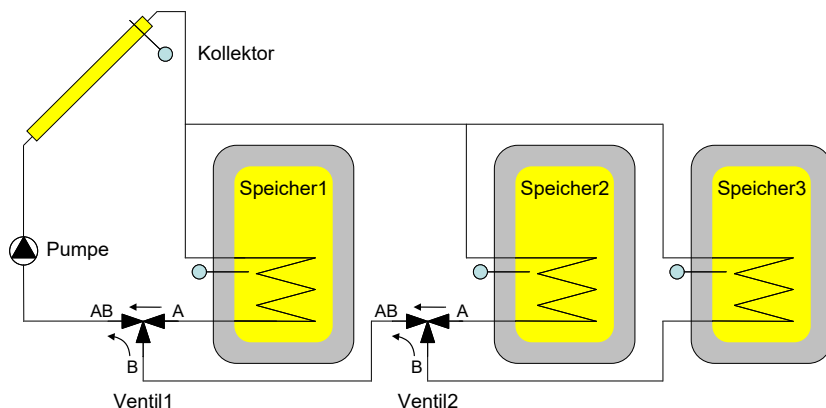 Kollektor
Speicher1
Speicher2
Speicher3
Pumpe
AB
A
B
AB
A
B
Ventil1
Ventil2